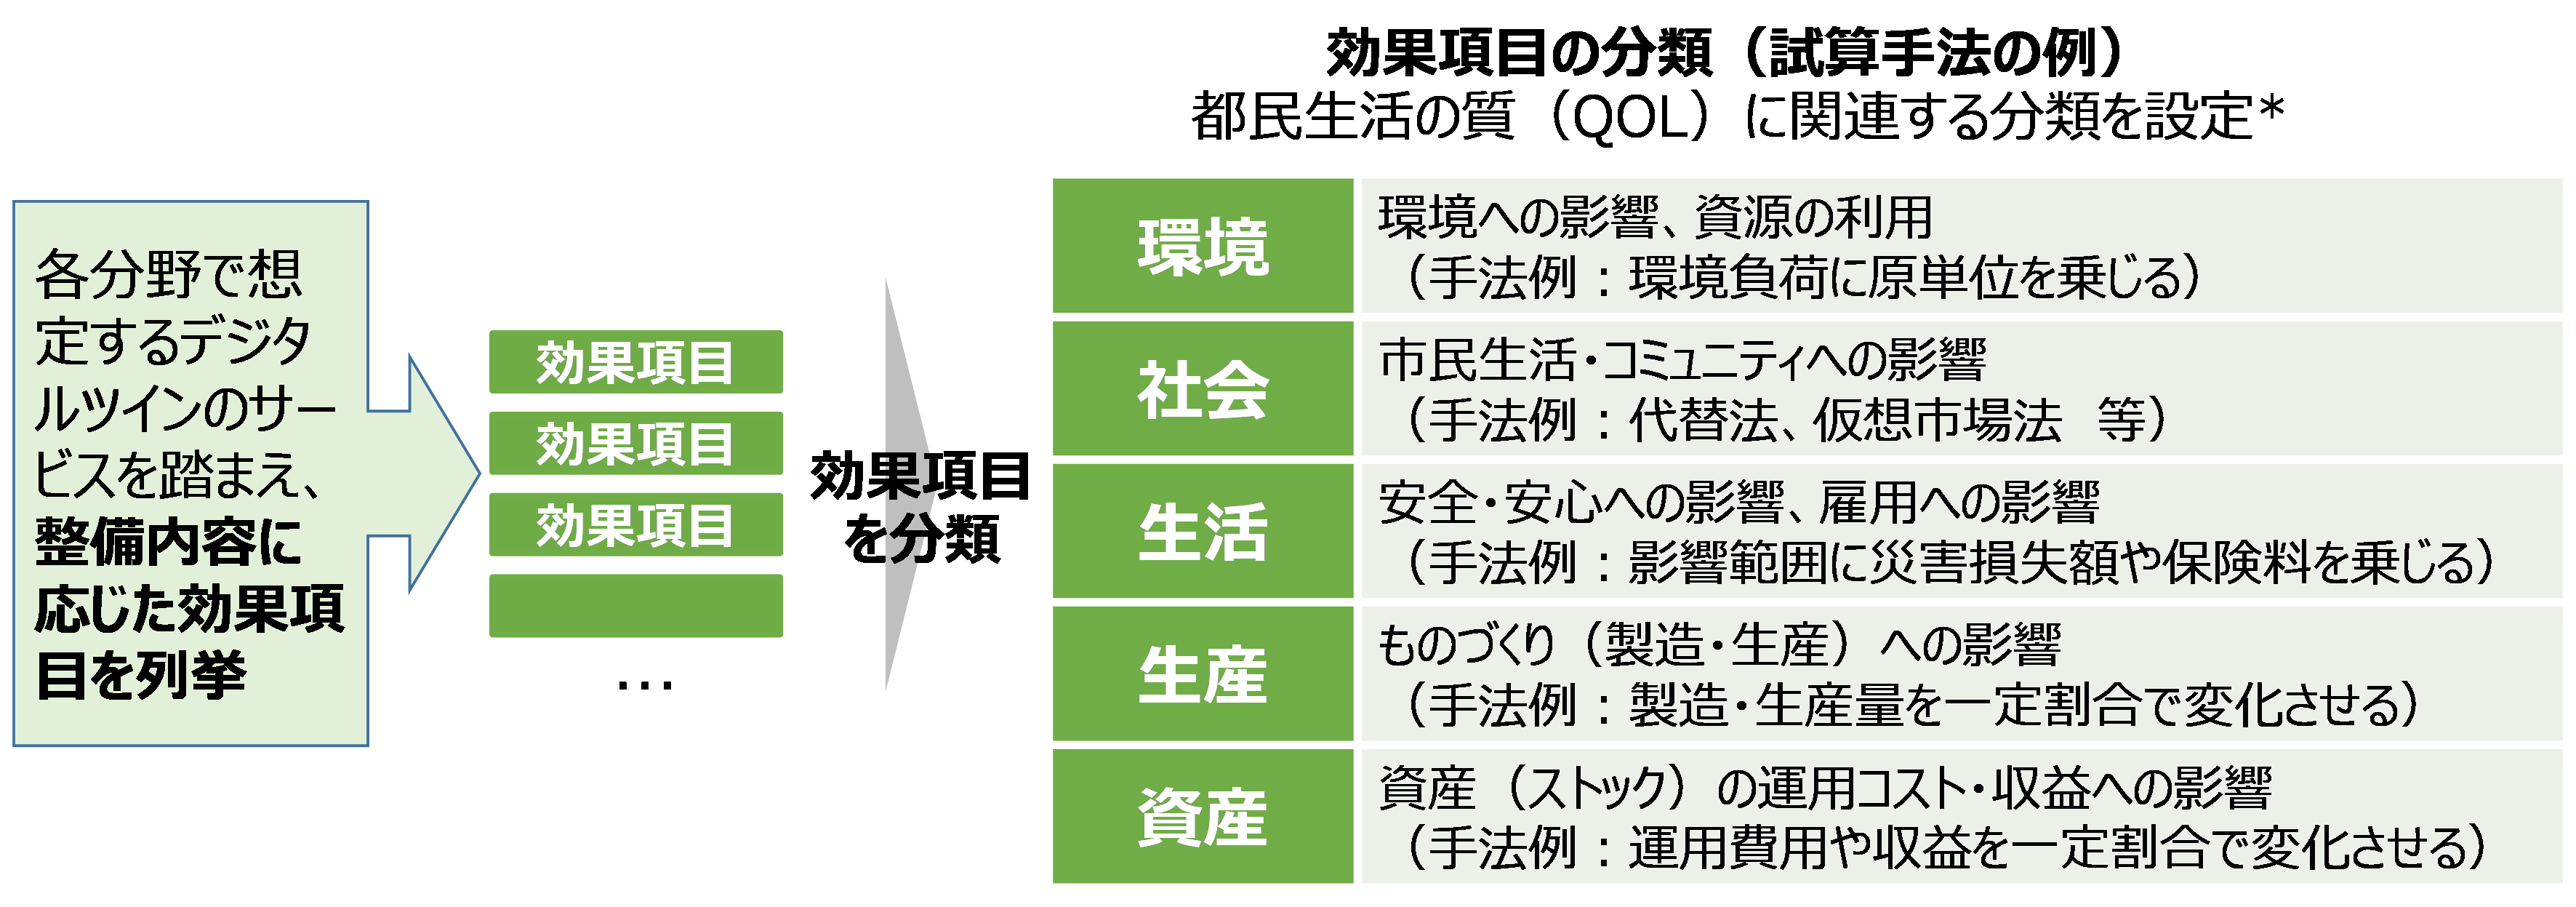 効果項目の分類（試算手法の例）
都民生活の質（QOL）に関連する分類を設定*
各分野で想
定するデジタ
ルツインのサー
ビスを踏まえ、
整備内容に
応じた効果項
目を列挙
効果項目
効果項目
効果項目
…
効果項目
を分類
環境
環境への影響、資源の利用
（手法例：環境負荷に原単位を乗じる）
社会
市民生活・コミュニティへの影響
（手法例：代替法、仮想市場法 等）
生活
安全・安心への影響、雇用への影響
（手法例：影響範囲に災害損失額や保険料を乗じる）
生産
ものづくり（製造・生産）への影響
（手法例：製造・生産量を一定割合で変化させる）
資産
資産（ストック）の運用コスト・収益への影響
（手法例：運用費用や収益を一定割合で変化させる）